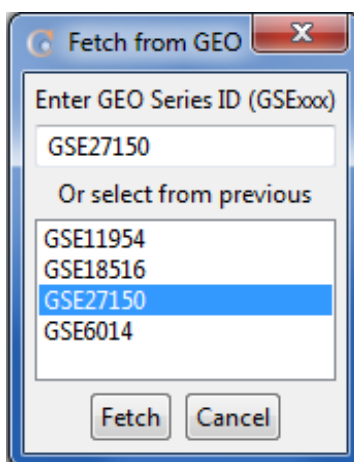 Fetch from GEO
Enter GEO Series ID (GSExxx)
GSE27150
Or select from previous
GSE11954
GSE18516
GSE27150
GSE6014
Fetch Cancel